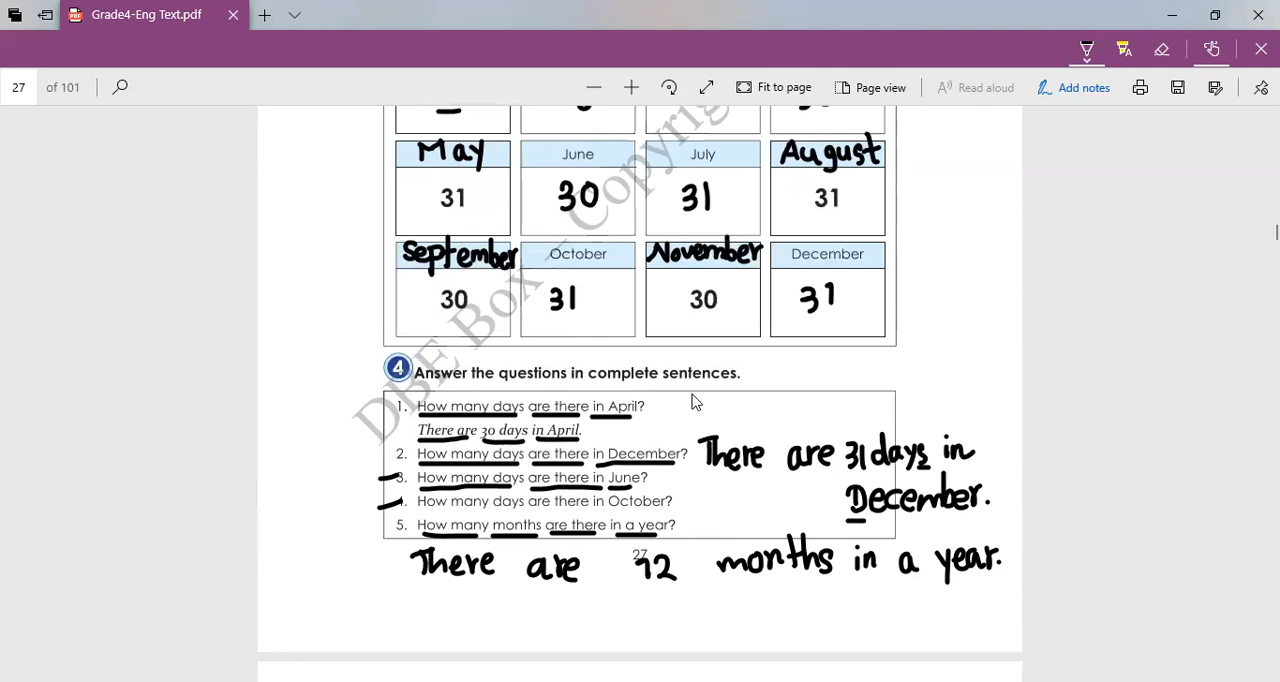 Grade4-Eng Text.pdf
27 of 101 Fit to page Page view Read aloud Add notes
May June July August
31 30 31 31
September October November December
30 31 30 31
DBE Box – Copyrig
4 Answer the questions in complete sentences.
1. How many days are there in April?
There are 30 days in April.
2. How many days are there in December? There are 31 days in
3. How many days are there in June?
4. How many days are there in October? December.
5. How many months are there in a year?
27
There are 12 months in a year.